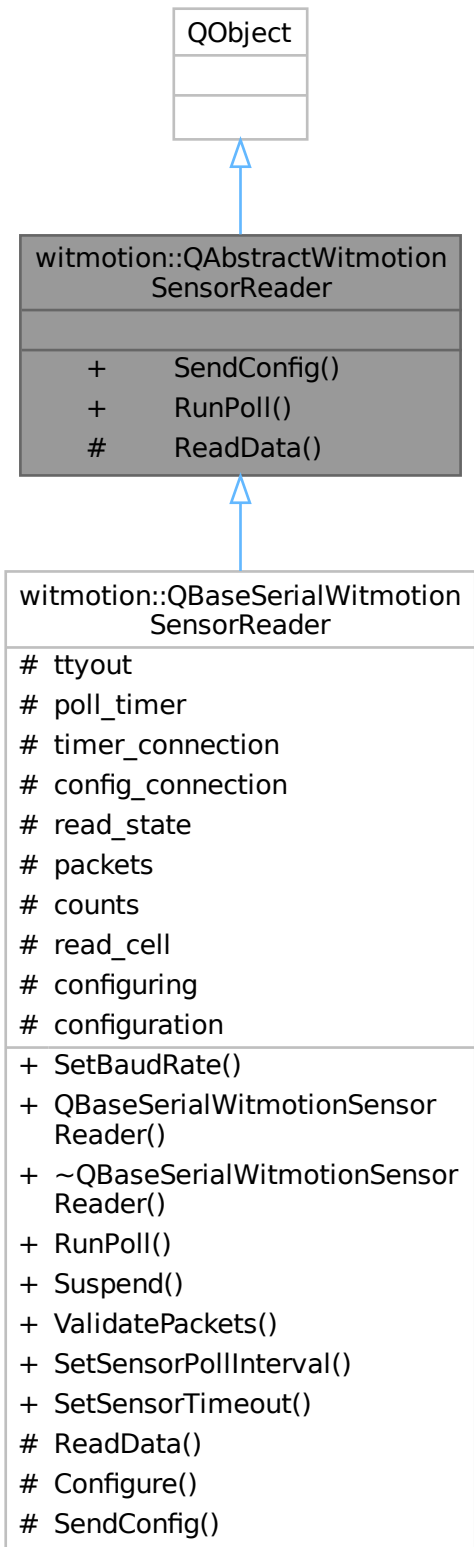 QObject
witmotion::QAbstractWitmotion
SensorReader
+ SendConfig()
+ RunPoll()
# ReadData()
witmotion::QBaseSerialWitmotion
SensorReader
# ttyout
# poll_timer
# timer_connection
# config_connection
# read_state
# packets
# counts
# read_cell
# configuring
# configuration
+ SetBaudRate()
+ QBaseSerialWitmotionSensor
Reader()
+ ~QBaseSerialWitmotionSensor
Reader()
+ RunPoll()
+ Suspend()
+ ValidatePackets()
+ SetSensorPollInterval()
+ SetSensorTimeout()
# ReadData()
# Configure()
# SendConfig()